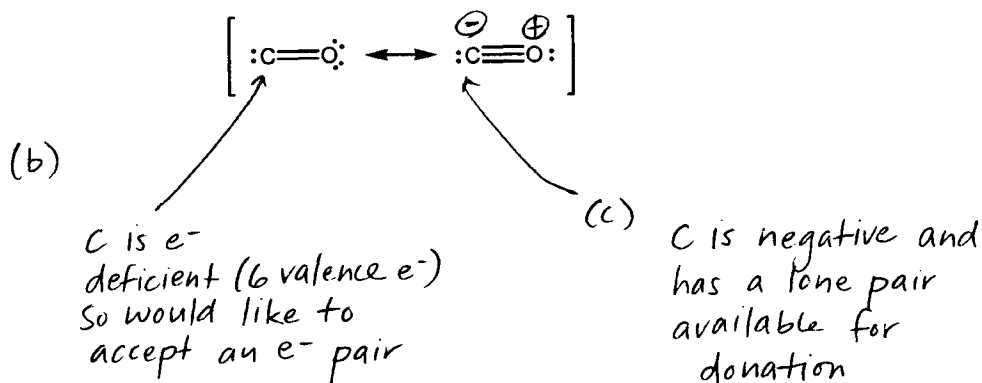 [ :C=O: ↔ :C≡O: ]
⊖ ⊕
(b)
C is e-
deficient (6 valence e-)
so would like to
accept an e- pair
(c)
C is negative and
has a lone pair
available for
donation